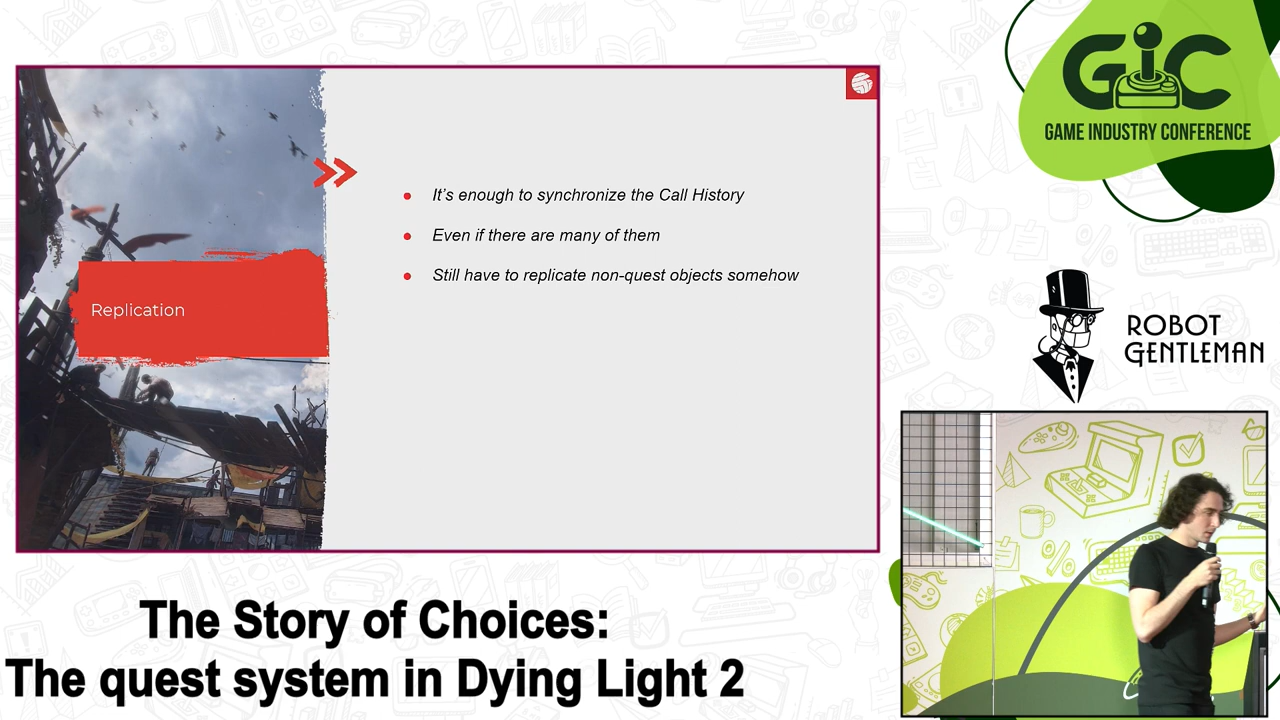 GIC
GAME INDUSTRY CONFERENCE
It's enough to synchronize the Call History
Even if there are many of them
Still have to replicate non-quest objects somehow
Replication
ROBOT
GENTLEMAN
The Story of Choices:
The quest system in Dying Light 2